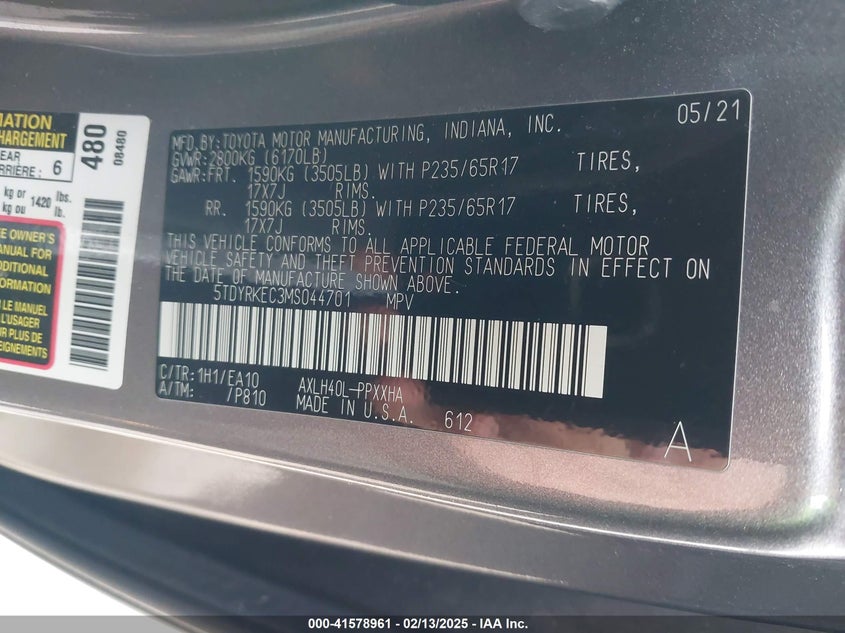 MATION
HARGEMENT
EAR
RRIÈRE: 6
kg or 1420 lbs.
kg ou lb.
E OWNER'S
MANUAL FOR
DDITIONAL
FORMATION
LE MANUEL
L'USAGER
R PLUS DE
EIGNEMENTS
480
08480
05/21
MFD.BY:TOYOTA MOTOR MANUFACTURING, INDIANA, INC.
GVWR:2800KG (6170LB)
GAWR:FRT. 1590KG (3505LB) WITH P235/65R17 TIRES,
17X7J RIMS.
RR. 1590KG (3505LB) WITH P235/65R17 TIRES,
17X7J RIMS.
THIS VEHICLE CONFORMS TO ALL APPLICABLE FEDERAL MOTOR
VEHICLE SAFETY AND THEFT PREVENTION STANDARDS IN EFFECT ON
THE DATE OF MANUFACTURE SHOWN ABOVE.
5TDYRKEC3MS044701 MPV
C/TR:1H1/EA10 AXLH40L-PPXXHA
A/TM: /P810 MADE IN U.S.A. 612
A
000-41578961 - 02/13/2025 - IAA Inc.